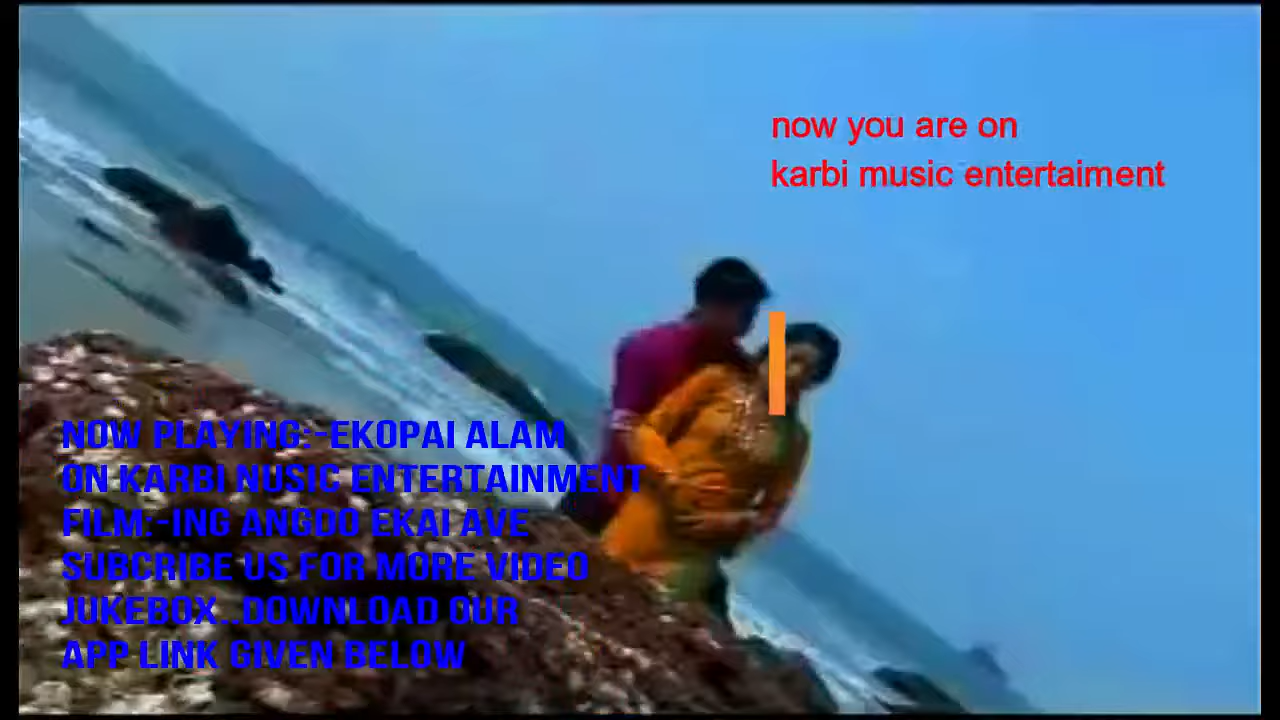 now you are on
karbi music entertaiment
NOW PLAYING:-EKOPAI ALAM
ON KARBI NUSIC ENTERTAINMENT
FILM:-ING ANGDO EKAI AVE
SUBCRIBE US FOR MORE VIDEO
JUKEBOX..DOWNLOAD OUR
APP LINK GIVEN BELOW